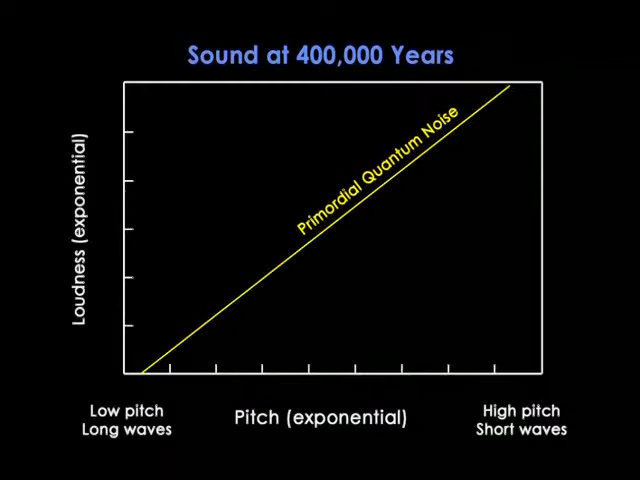 Sound at 400,000 Years
Loudness (exponential)
Primordial Quantum Noise
Low pitch
Long waves
Pitch (exponential)
High pitch
Short waves